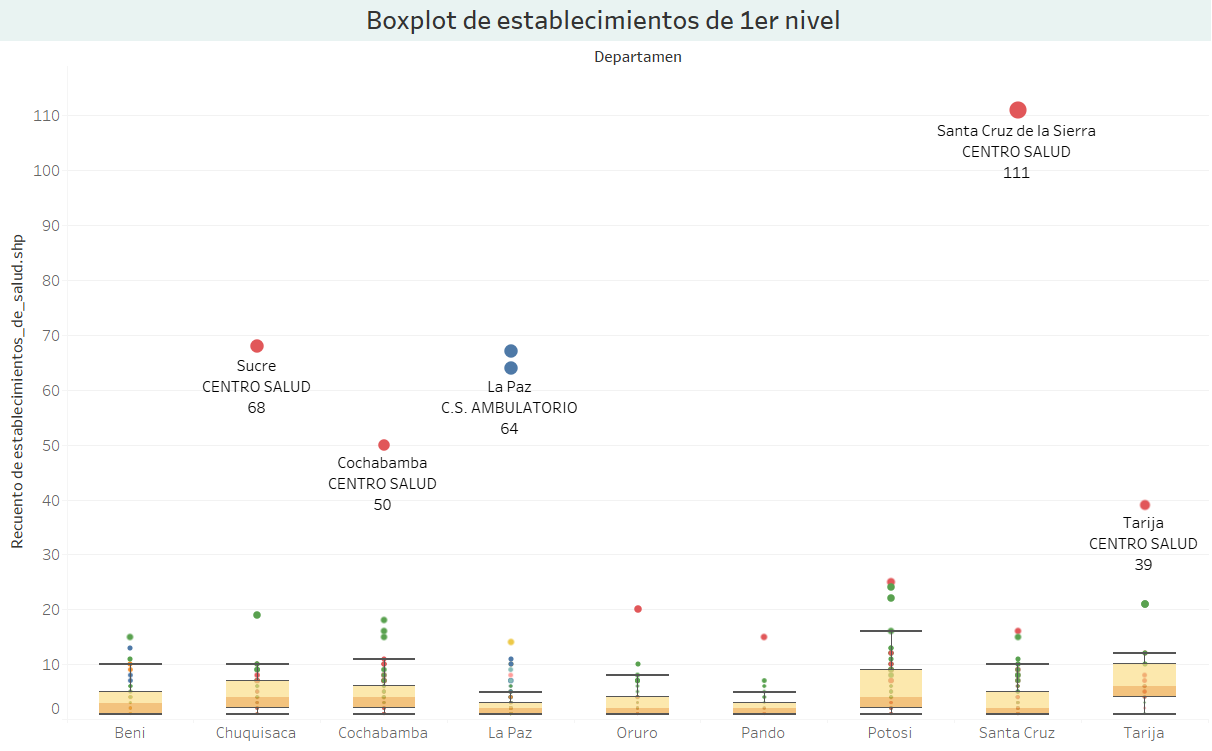 Boxplot de establecimientos de 1er nivel
Departamen
Recuento de establecimientos_de_salud.shp
110
100
90
80
70
60
50
40
30
20
10
0
Santa Cruz de la Sierra
CENTRO SALUD
111
Sucre
CENTRO SALUD
68
La Paz
C.S. AMBULATORIO
64
Cochabamba
CENTRO SALUD
50
Tarija
CENTRO SALUD
39
Beni
Chuquisaca
Cochabamba
La Paz
Oruro
Pando
Potosi
Santa Cruz
Tarija